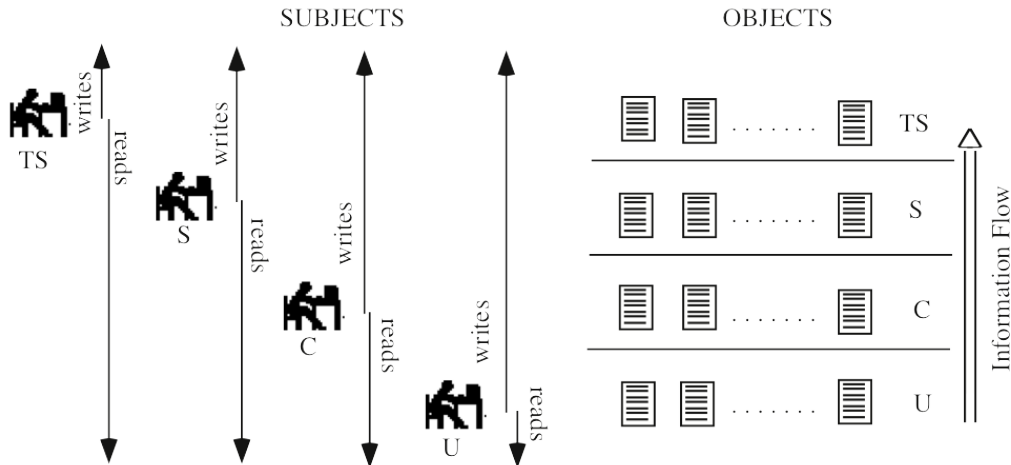 SUBJECTS
OBJECTS
writes
reads
TS
writes
reads
S
writes
reads
C
writes
reads
U
. . . . . . . TS
. . . . . . . S
. . . . . . . C
. . . . . . . U
Information Flow